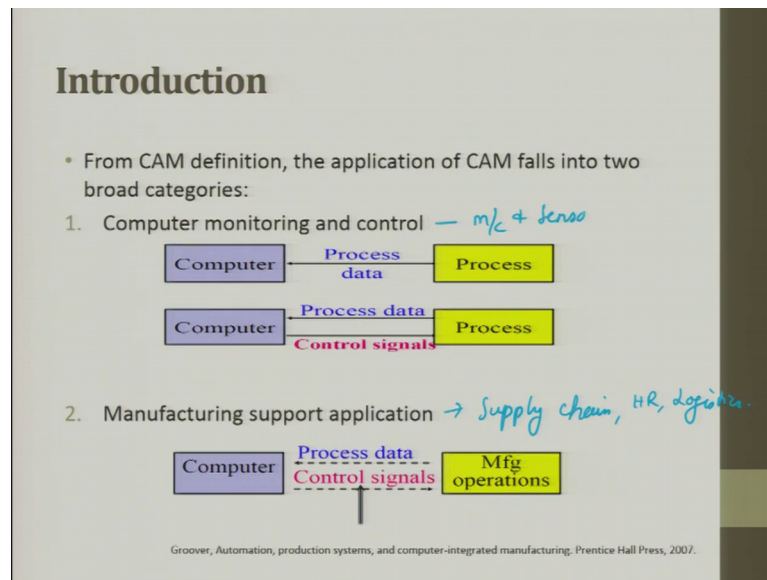 Introduction
• From CAM definition, the application of CAM falls into two
broad categories:
1. Computer monitoring and control — m/c + Senso
Computer Process data Process
Computer Process data Control signals Process
2. Manufacturing support application → Supply chain, HR, Logistics.
Computer Process data Control signals Mfg operations
Groover, Automation, production systems, and computer-integrated manufacturing. Prentice Hall Press, 2007.